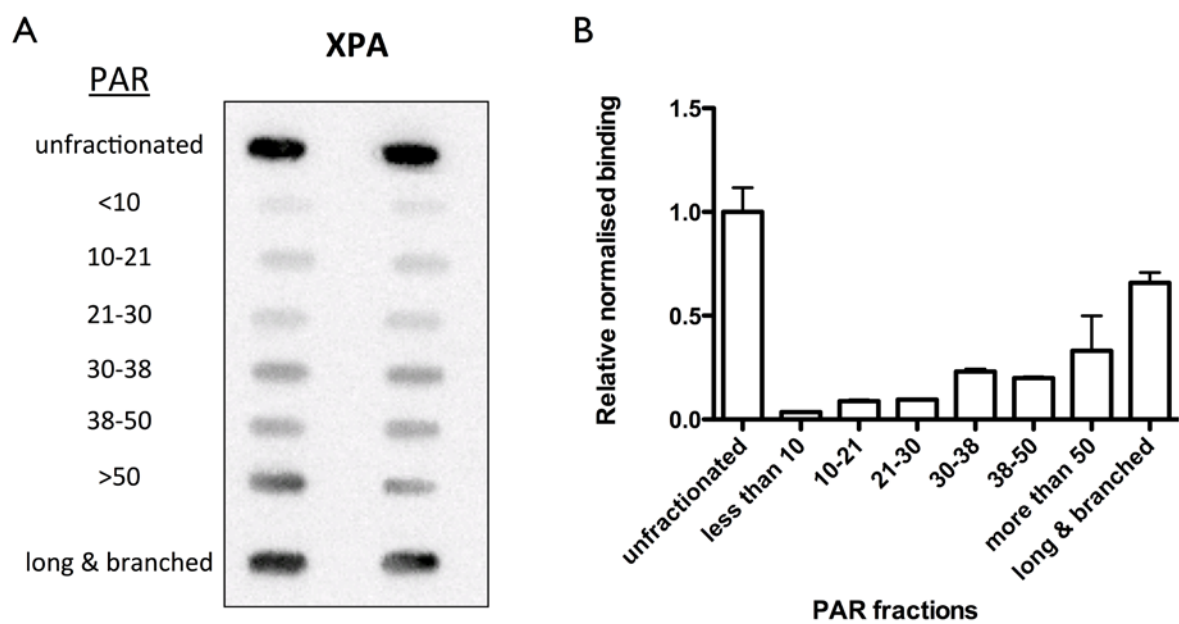 A
XPA
PAR
unfractionated
<10
10-21
21-30
30-38
38-50
>50
long & branched
B
Relative normalised binding
1.5
1.0
0.5
0.0
unfractionated
less than 10
10-21
21-30
30-38
38-50
more than 50
long & branched
PAR fractions